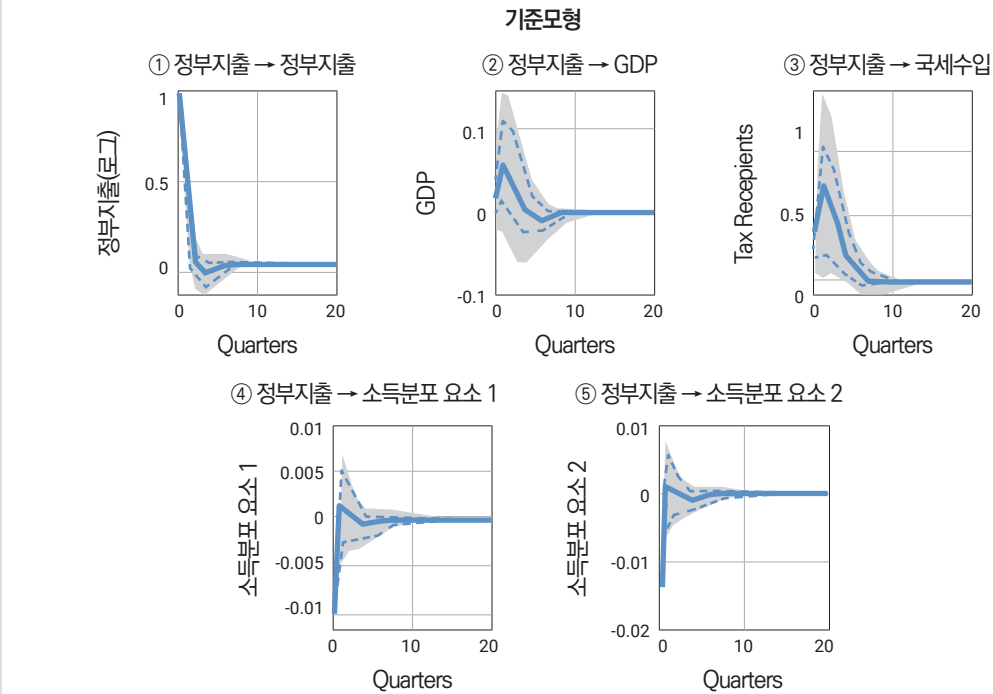 기준모형
① 정부지출 → 정부지출
② 정부지출 → GDP
③ 정부지출 → 국세수입
정부지출(로그)
1
0.5
0
0 10 20
Quarters
GDP
0.1
0
-0.1
0 10 20
Quarters
Tax Recepients
1
0.5
0
0 10 20
Quarters
④ 정부지출 → 소득분포 요소 1
⑤ 정부지출 → 소득분포 요소 2
소득분포 요소 1
0.01
0.005
0
-0.005
-0.01
0 10 20
Quarters
소득분포 요소 2
0.01
0
-0.01
-0.02
0 10 20
Quarters